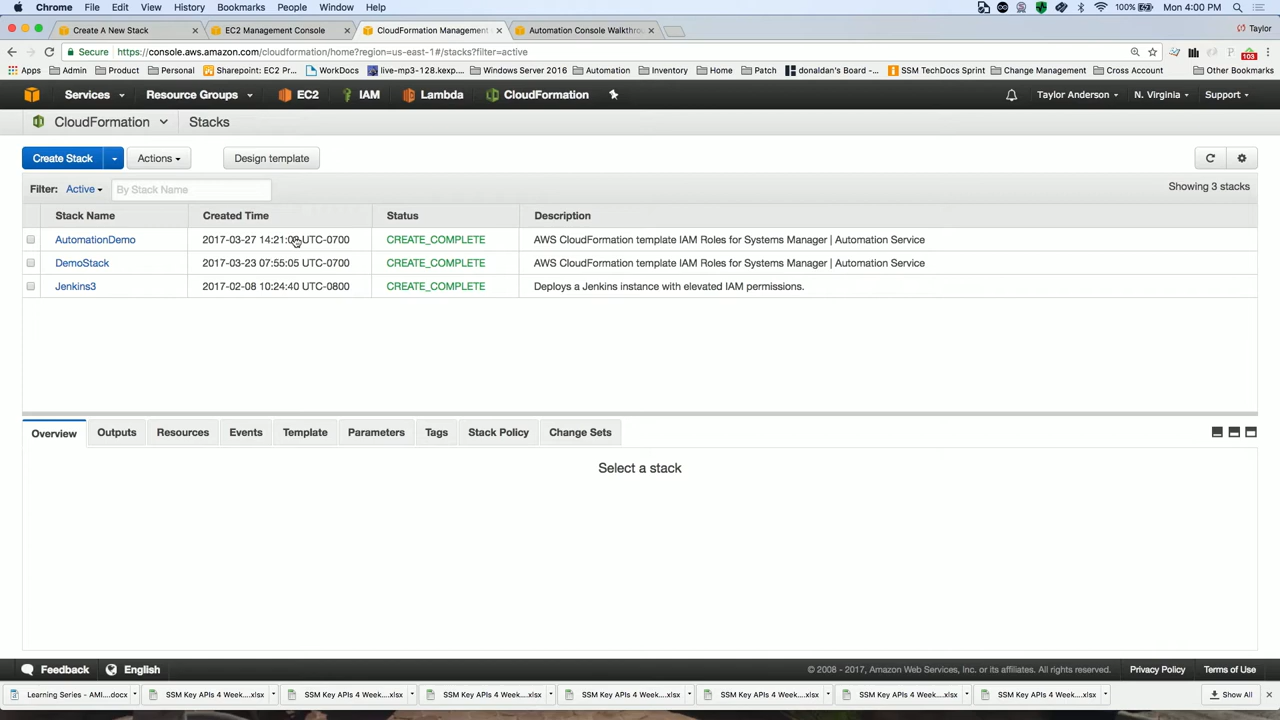 Chrome File Edit View History Bookmarks People Window Help 100% Mon 4:00 PM
Create A New Stack EC2 Management Console CloudFormation Management Automation Console Walkthro Taylor
Secure https://console.aws.amazon.com/cloudformation/home?region=us-east-1#/stacks?filter=active 108
Apps Admin Product Personal Sharepoint: EC2 Pr... WorkDocs live-mp3-128.kexp... Windows Server 2016 Automation Inventory Home Patch donaldan's Board -... SSM TechDocs Sprint Change Management Cross Account Other Bookmarks
Services Resource Groups EC2 IAM Lambda CloudFormation Taylor Anderson N. Virginia Support
CloudFormation Stacks
Create Stack Actions Design template
Filter: Active By Stack Name Showing 3 stacks
Stack Name Created Time Status Description
AutomationDemo 2017-03-27 UTC-0700 CREATE_COMPLETE AWS CloudFormation template IAM Roles for Systems Manager | Automation Service
DemoStack 2017-03-23 07:55:05 UTC-0700 CREATE_COMPLETE AWS CloudFormation template IAM Roles for Systems Manager | Automation Service
Jenkins3 2017-02-08 10:24:40 UTC-0800 CREATE_COMPLETE Deploys a Jenkins instance with elevated IAM permissions.
Overview Outputs Resources Events Template Parameters Tags Stack Policy Change Sets
Select a stack
Feedback English © 2008 - 2017, Amazon Web Services, Inc. or its affiliates. All rights reserved. Privacy Policy Terms of Use
Learning Series - AMI....docx SSM Key APIs 4 Week....xlsx SSM Key APIs 4 Week....xlsx SSM Key APIs 4 Week....xlsx SSM Key APIs 4 Week....xlsx SSM Key APIs 4 Week....xlsx SSM Key APIs 4 Week....xlsx SSM Key APIs 4 Week....xlsx Show All